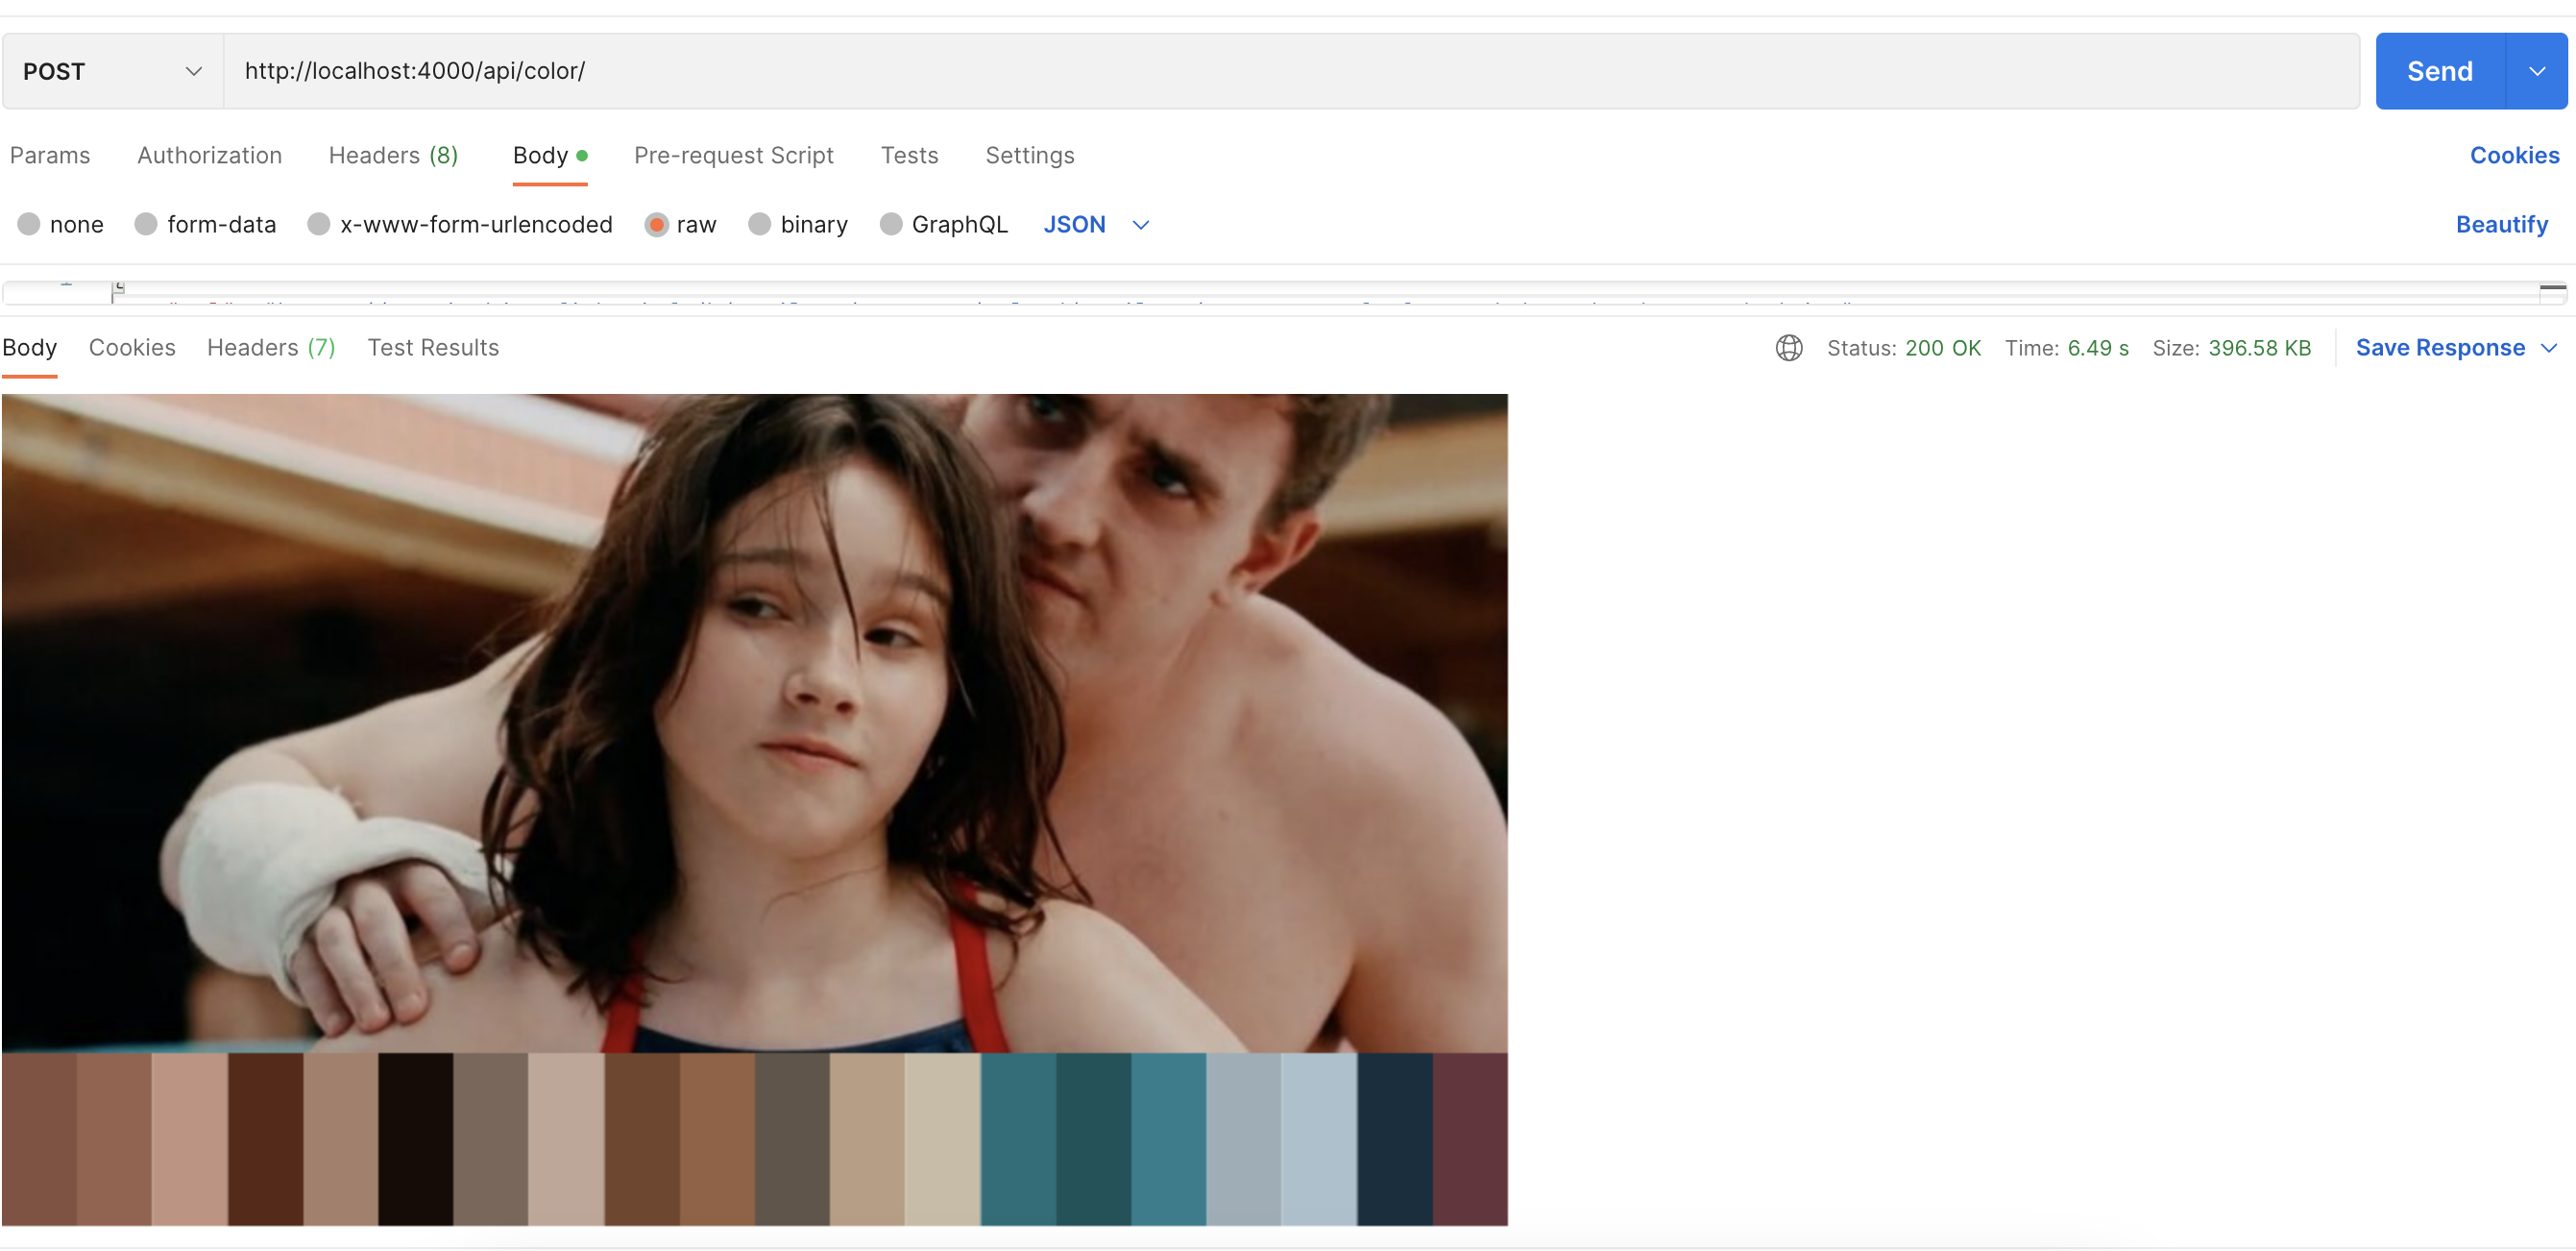 POST http://localhost:4000/api/color/ Send
Params Authorization Headers (8) Body Pre-request Script Tests Settings Cookies
none form-data x-www-form-urlencoded raw binary GraphQL JSON Beautify
Body Cookies Headers (7) Test Results Status: 200 OK Time: 6.49 s Size: 396.58 KB Save Response